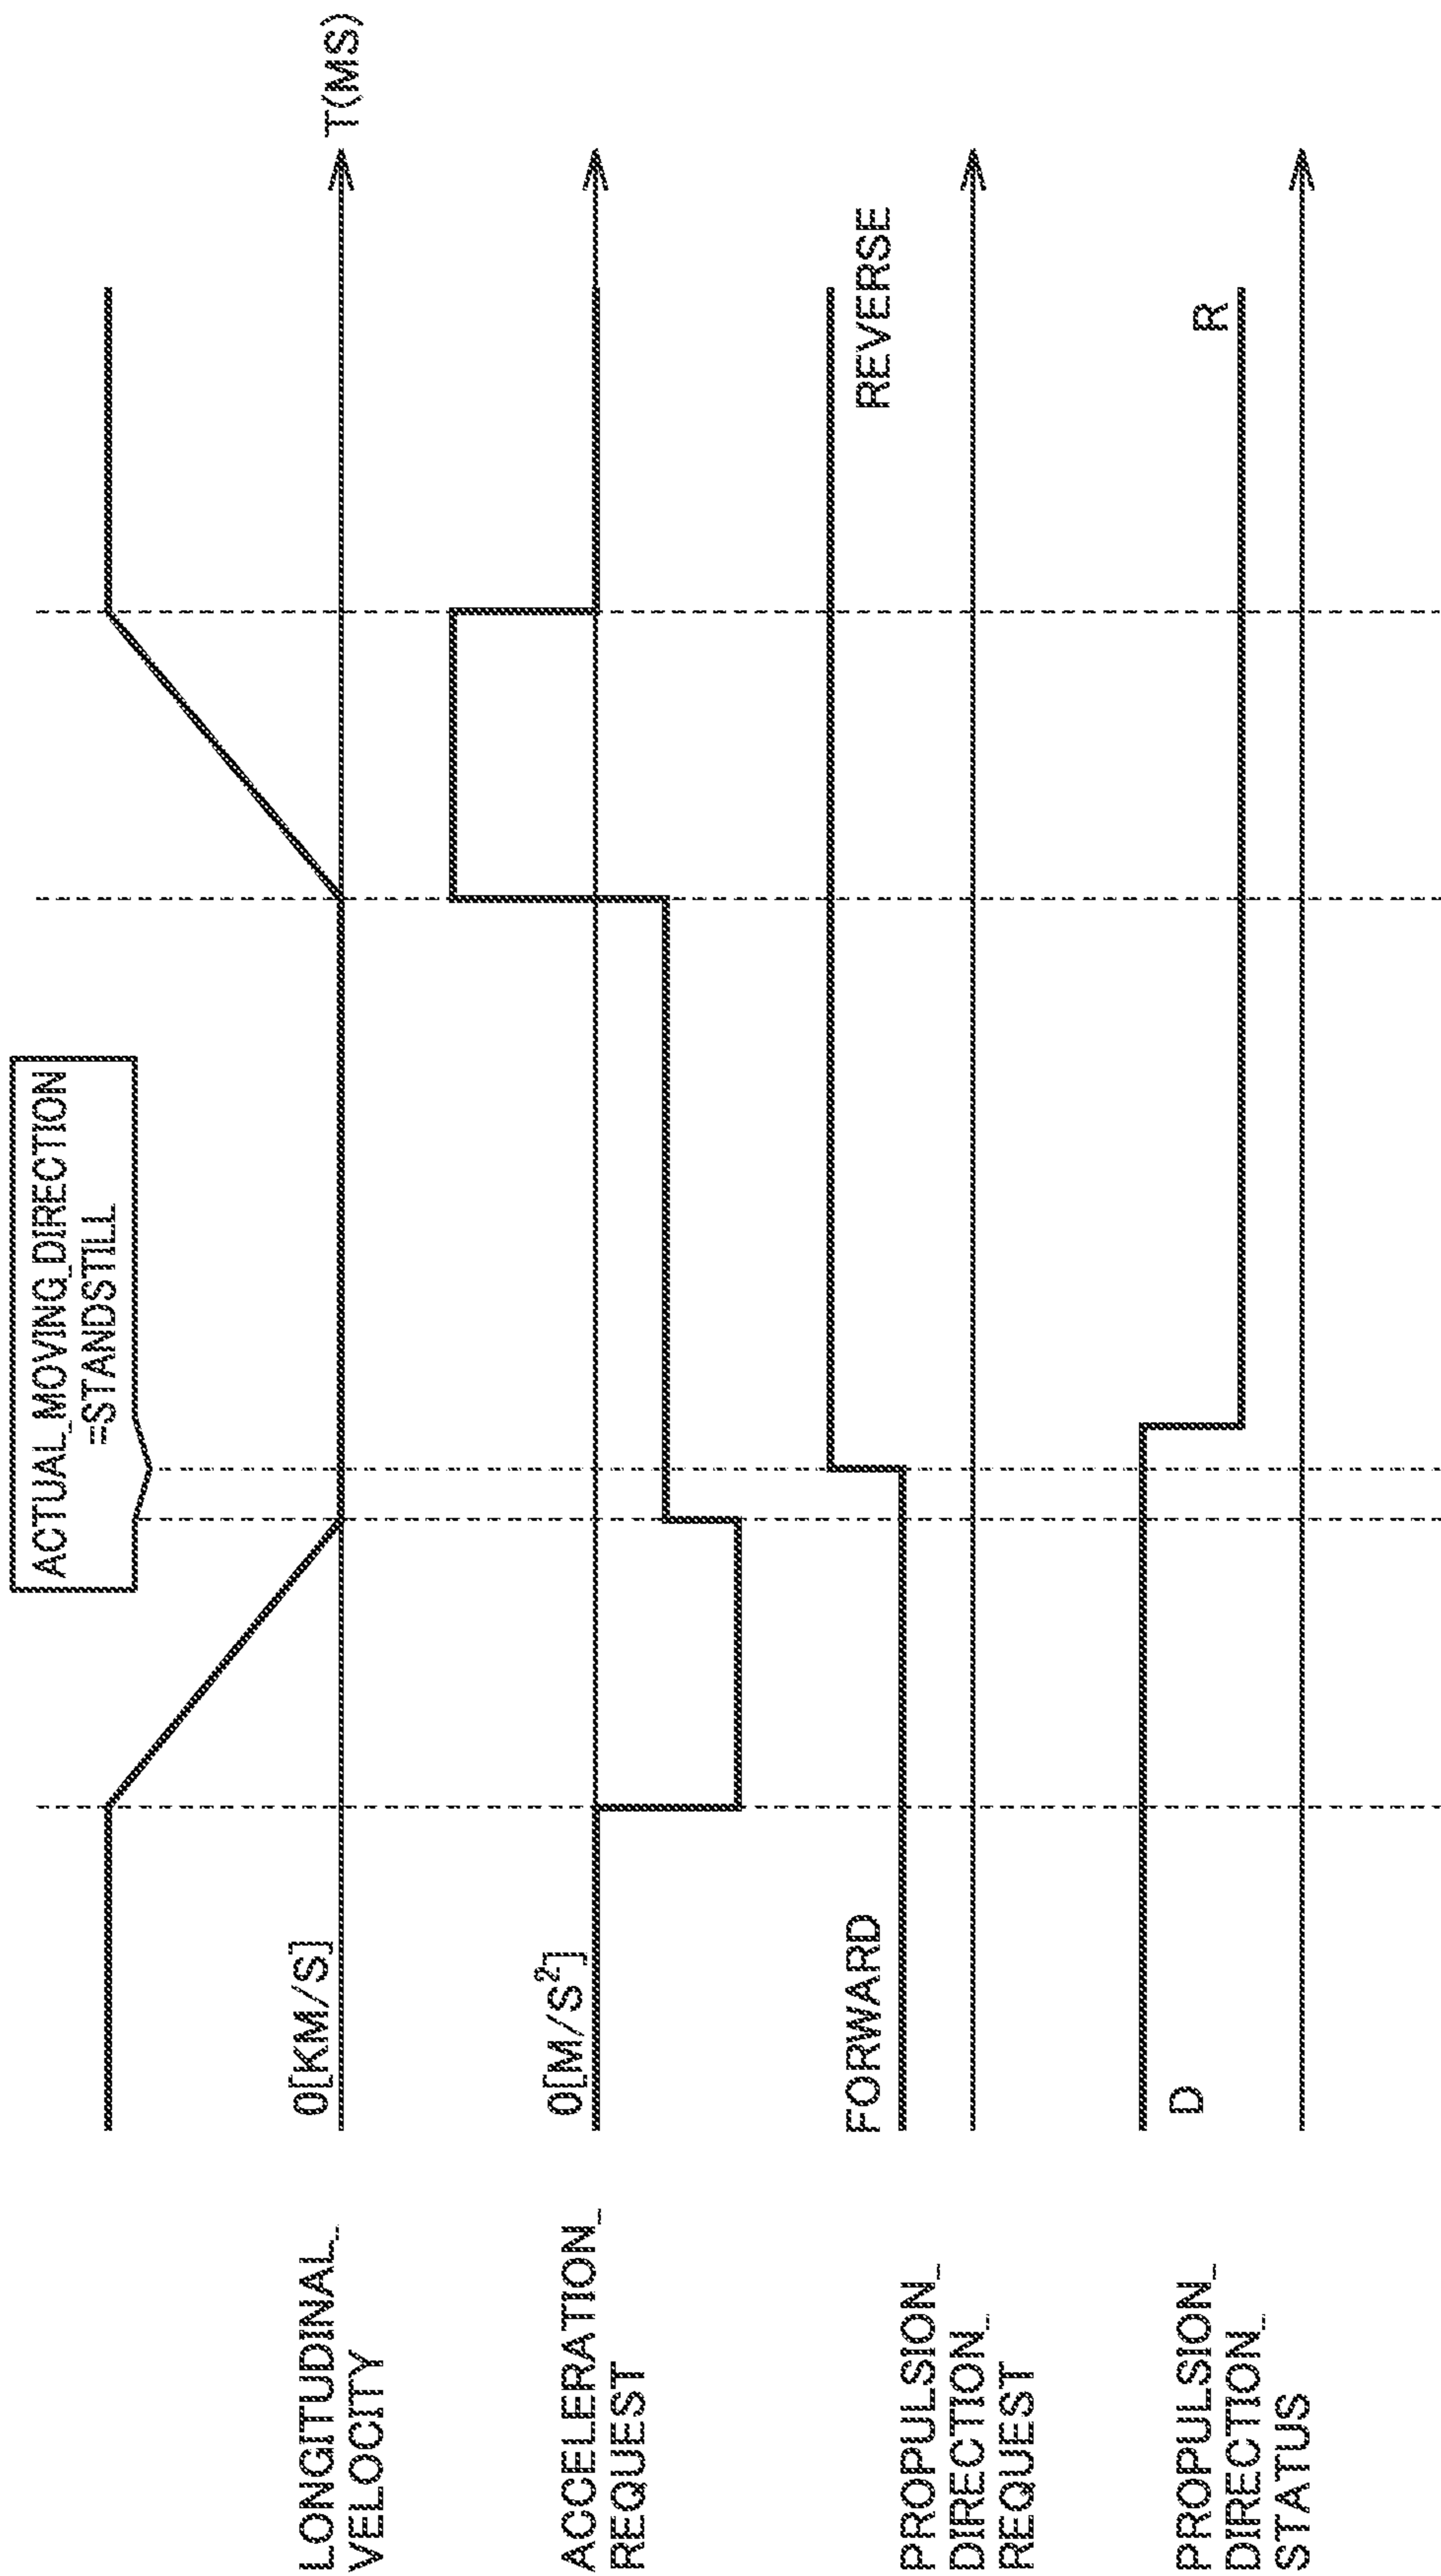 ACTUAL_MOVING_DIRECTION
=STANDSTILL
T(MS)
LONGITUDINAL_
VELOCITY
0[KM/S]
ACCELERATION_
REQUEST
0[M/S²]
PROPULSION_
DIRECTION_
REQUEST
FORWARD
REVERSE
PROPULSION_
DIRECTION_
STATUS
D
R